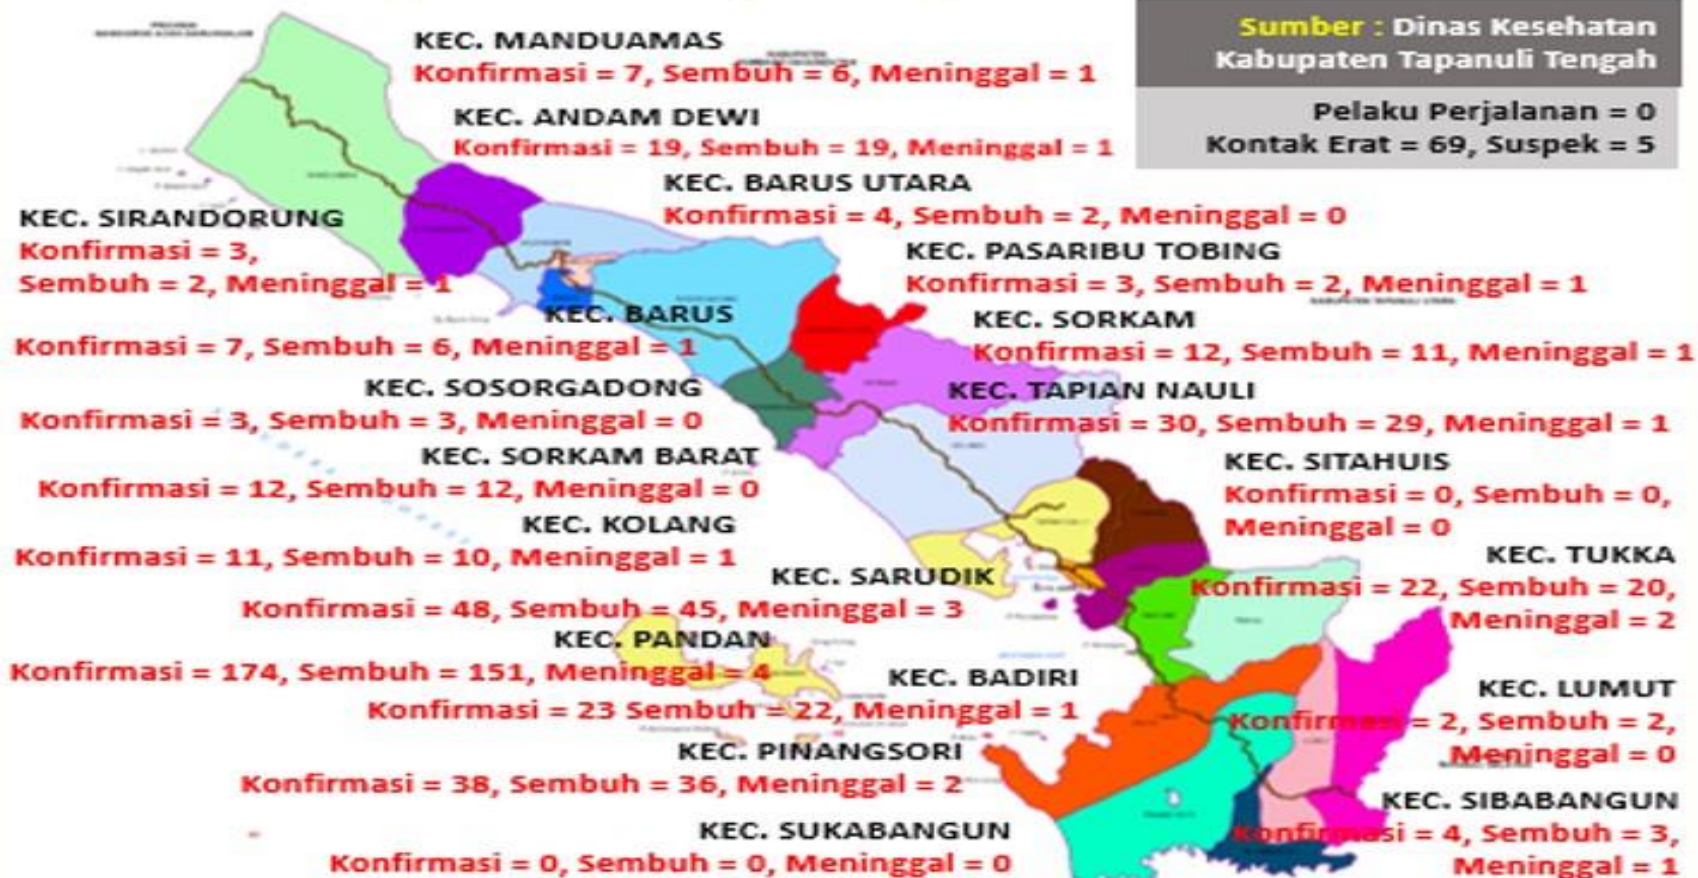 Sumber : Dinas Kesehatan
Kabupaten Tapanuli Tengah
Pelaku Perjalanan = 0
Kontak Erat = 69, Suspek = 5
KEC. MANDUAMAS
Konfirmasi = 7, Sembuh = 6, Meninggal = 1
KEC. ANDAM DEWI
Konfirmasi = 19, Sembuh = 19, Meninggal = 1
KEC. BARUS UTARA
Konfirmasi = 4, Sembuh = 2, Meninggal = 0
KEC. SIRANDORUNG
Konfirmasi = 3,
Sembuh = 2, Meninggal = 1
KEC. PASARIBU TOBING
Konfirmasi = 3, Sembuh = 2, Meninggal = 1
KEC. BARUS
Konfirmasi = 7, Sembuh = 6, Meninggal = 1
KEC. SORKAM
Konfirmasi = 12, Sembuh = 11, Meninggal = 1
KEC. SOSORGADONG
Konfirmasi = 3, Sembuh = 3, Meninggal = 0
KEC. TAPIAN NAULI
Konfirmasi = 30, Sembuh = 29, Meninggal = 1
KEC. SORKAM BARAT
Konfirmasi = 12, Sembuh = 12, Meninggal = 0
KEC. SITAHUIS
Konfirmasi = 0, Sembuh = 0,
Meninggal = 0
KEC. KOLANG
Konfirmasi = 11, Sembuh = 10, Meninggal = 1
KEC. TUKKA
Konfirmasi = 22, Sembuh = 20,
Meninggal = 2
KEC. SARUDIK
Konfirmasi = 48, Sembuh = 45, Meninggal = 3
KEC. PANDAN
Konfirmasi = 174, Sembuh = 151, Meninggal = 4
KEC. BADIRI
Konfirmasi = 23 Sembuh = 22, Meninggal = 1
KEC. LUMUT
Konfirmasi = 2, Sembuh = 2,
Meninggal = 0
KEC. PINANGSORI
Konfirmasi = 38, Sembuh = 36, Meninggal = 2
KEC. SIBABANGUN
Konfirmasi = 4, Sembuh = 3,
Meninggal = 1
KEC. SUKABANGUN
Konfirmasi = 0, Sembuh = 0, Meninggal = 0